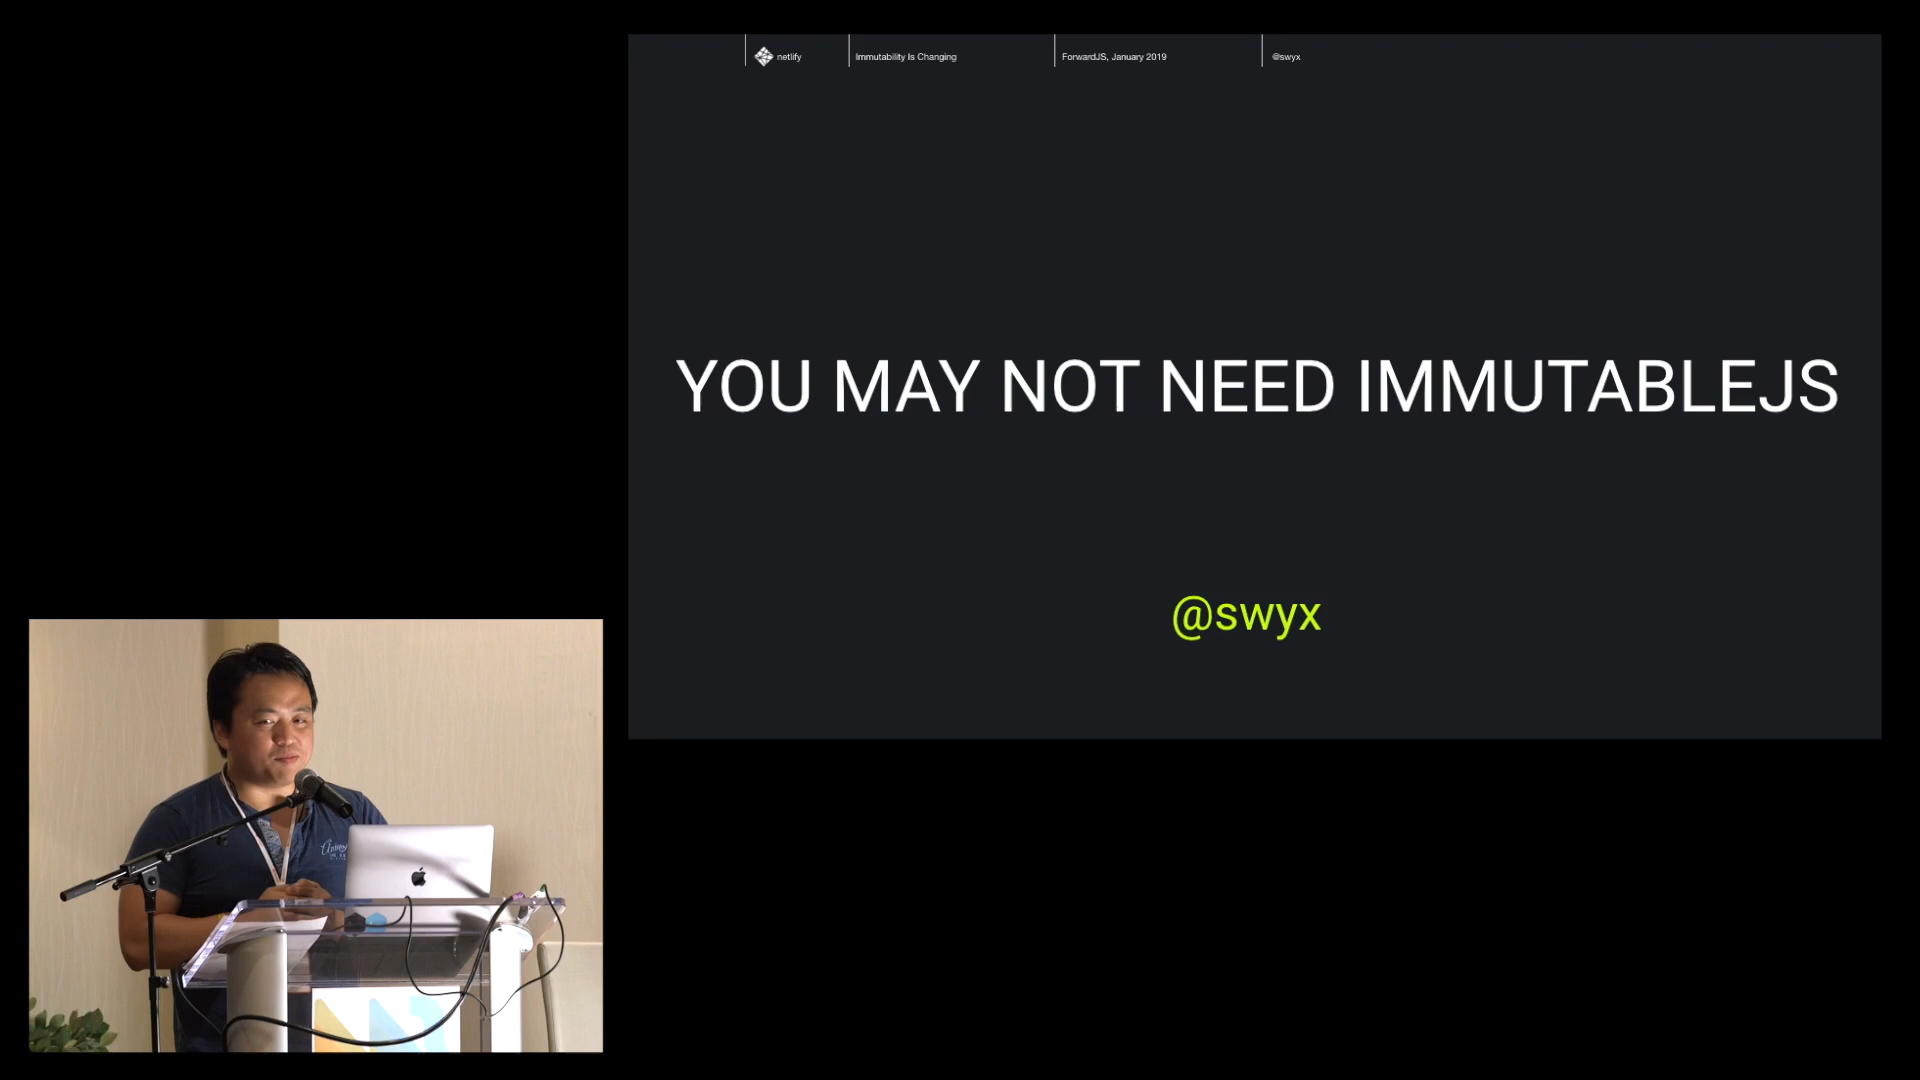 netlify
Immutability Is Changing
ForwardJS, January 2019
@swyx
YOU MAY NOT NEED IMMUTABLEJS
@swyx